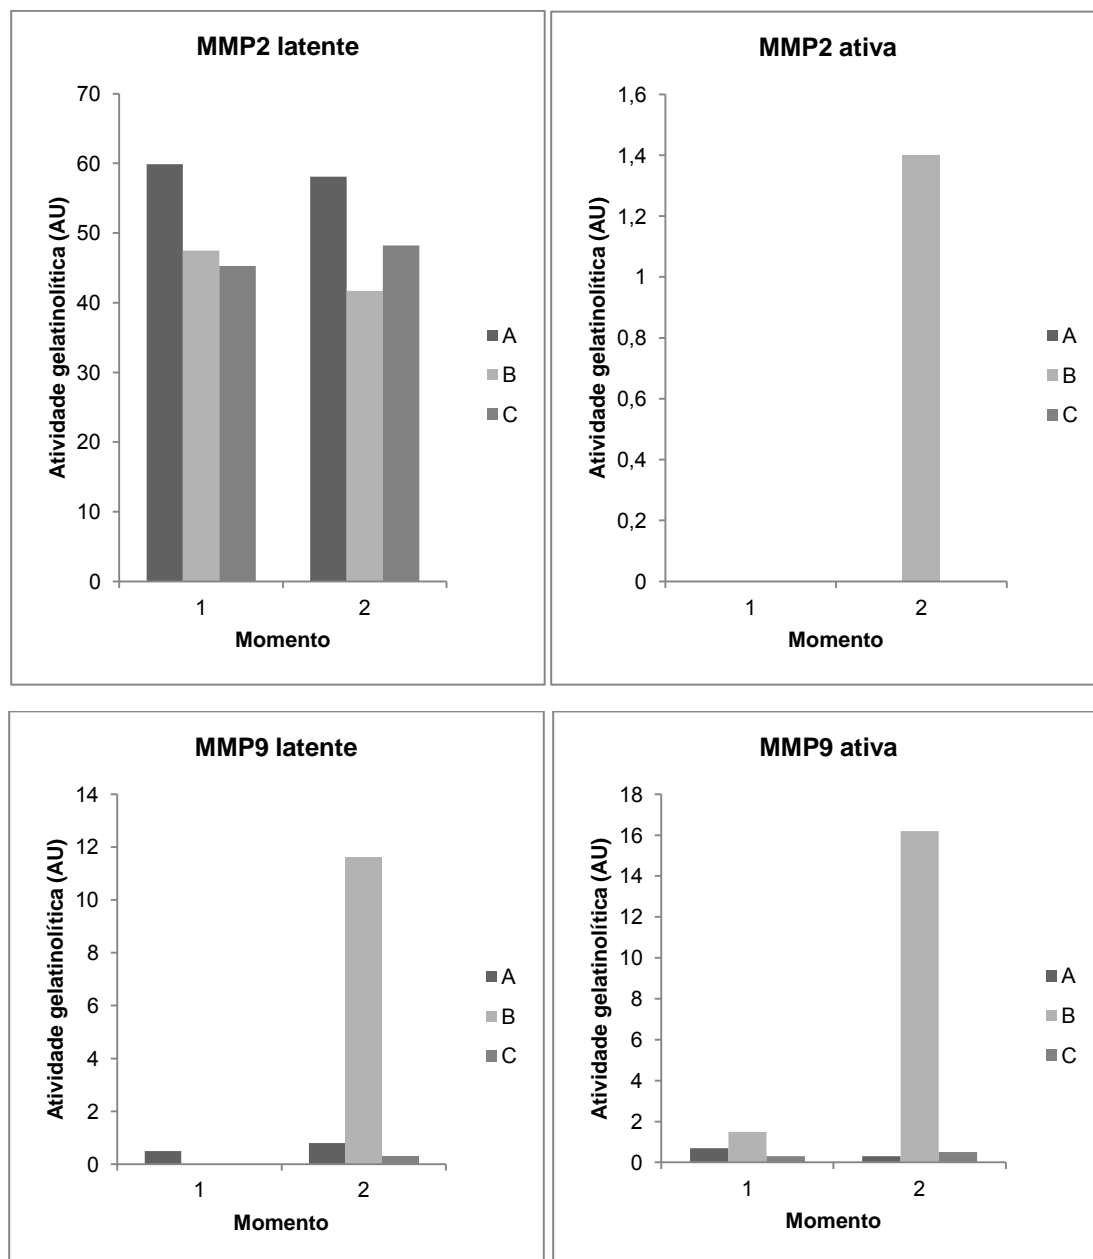 MMP2 latente
Atividade gelatinolítica (AU)
70
60
50
40
30
20
10
0
1
2
Momento
A
B
C
MMP2 ativa
Atividade gelatinolítica (AU)
1,6
1,4
1,2
1
0,8
0,6
0,4
0,2
0
1
2
Momento
A
B
C
MMP9 latente
Atividade gelatinolítica (AU)
14
12
10
8
6
4
2
0
1
2
Momento
A
B
C
MMP9 ativa
Atividade gelatinolítica (AU)
18
16
14
12
10
8
6
4
2
0
1
2
Momento
A
B
C